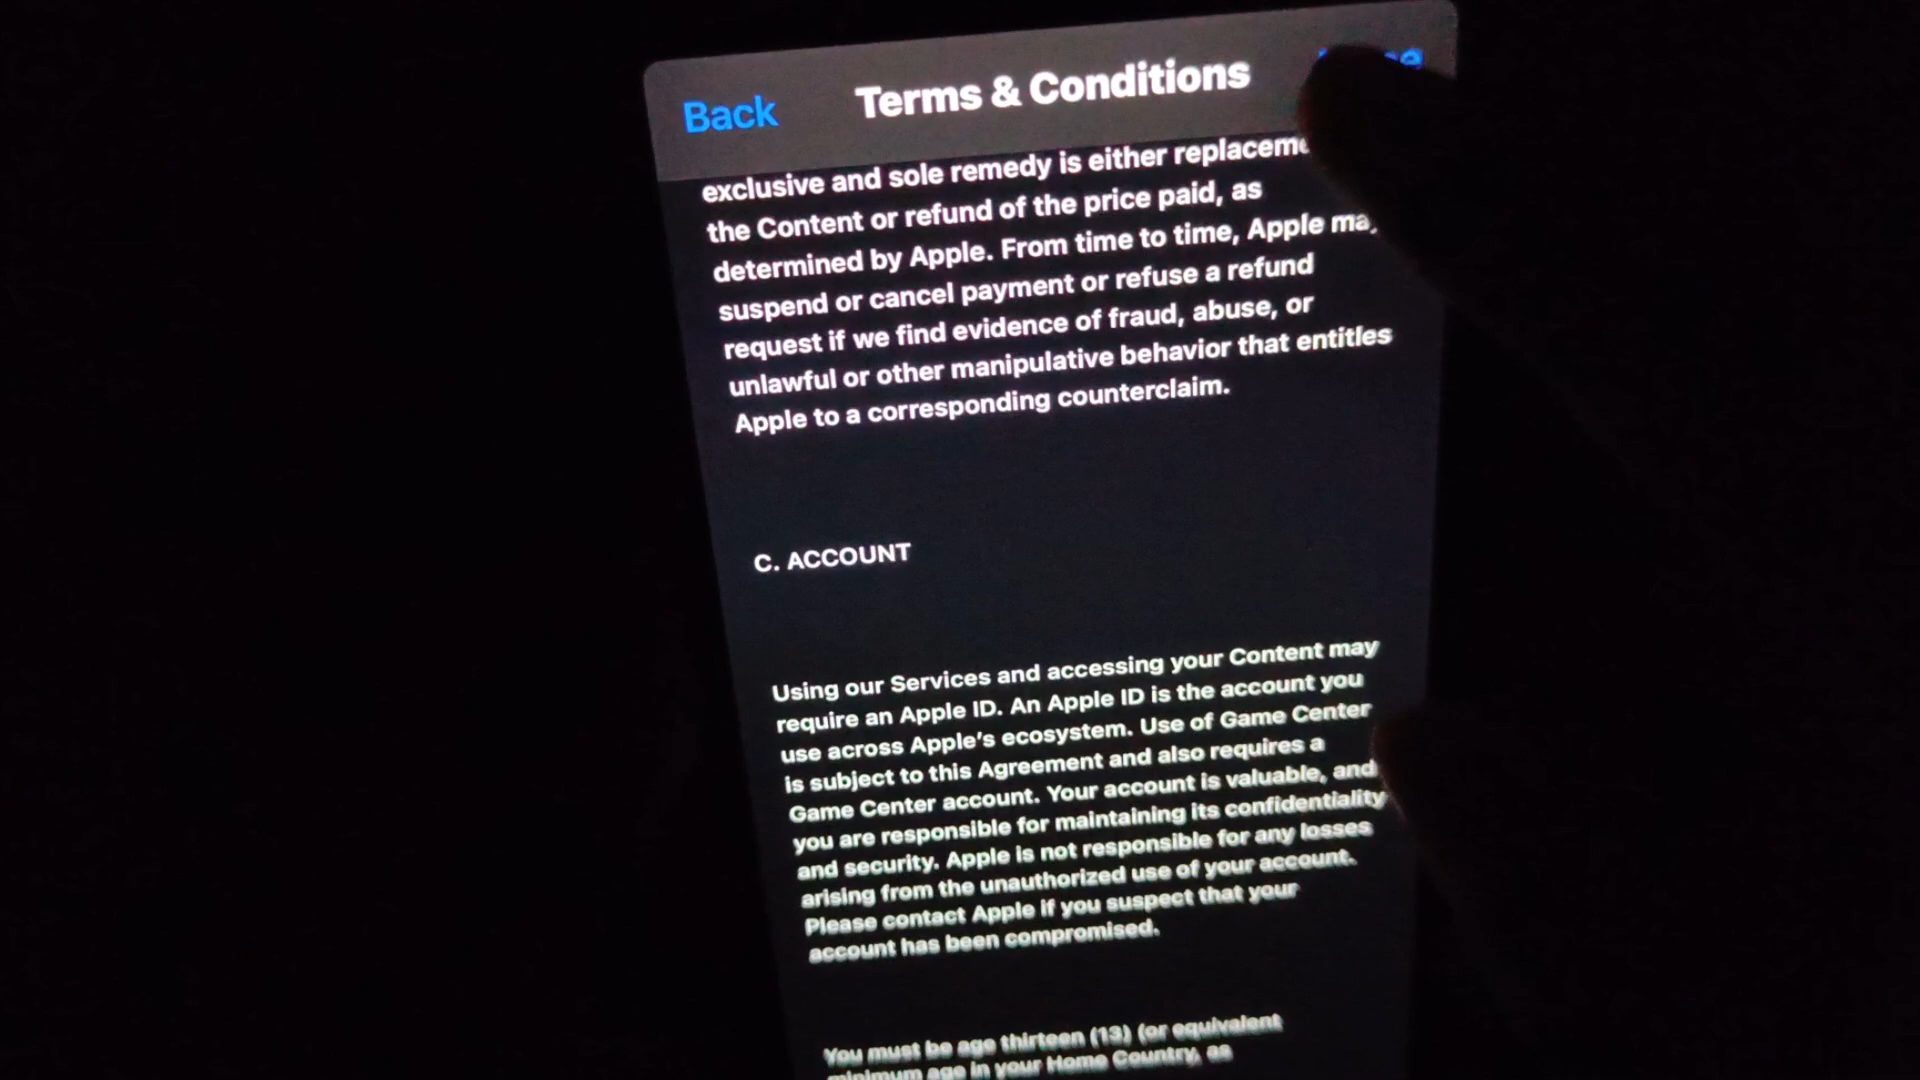 Back
Terms & Conditions
exclusive and sole remedy is either
the Content or refund of the price paid, as
determined by Apple. From time to time, Apple
suspend or cancel payment or refuse a refund
request if we find evidence of fraud, abuse, or
unlawful or other manipulative behavior that entitles
Apple to a corresponding counterclaim.
C. ACCOUNT
Using our Services and accessing your Content may
require an Apple ID. An Apple ID is the account you
use across Apple's ecosystem. Use of Game Center
is subject to this Agreement and also requires a
Game Center account. Your account is valuable, and
you are responsible for maintaining its confidentiality
and security. Apple is not responsible for any losses
arising from the unauthorized use of your account.
Please contact Apple if you suspect that your
account has been compromised.
You must be age thirteen (13) (or equivalent
minimum age in your Home Country, as